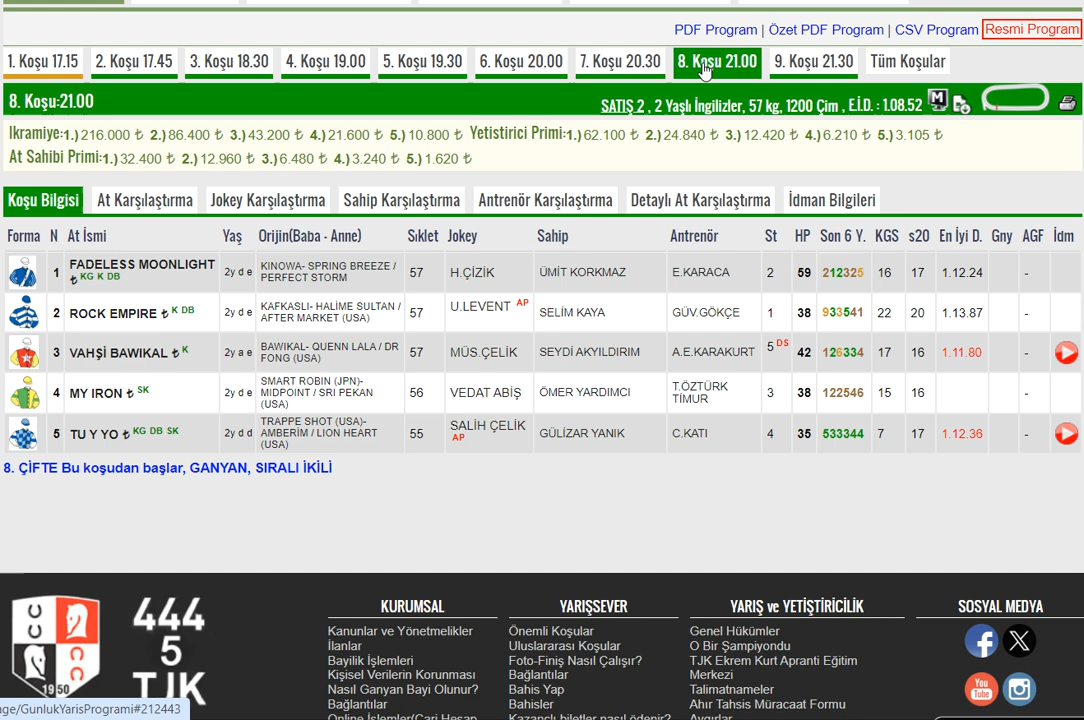 PDF Program | Özet PDF Program | CSV Program Resmi Program
1. Koşu 17.15 2. Koşu 17.45 3. Koşu 18.30 4. Koşu 19.00 5. Koşu 19.30 6. Koşu 20.00 7. Koşu 20.30 8. Koşu 21.00 9. Koşu 21.30 Tüm Koşular
8. Koşu:21.00 SATIŞ 2 , 2 Yaşlı İngilizler, 57 kg, 1200 Çim , E.İ.D. : 1.08.52 M
Ikramiye:1.) 216.000 ₺ 2.) 86.400 ₺ 3.) 43.200 ₺ 4.) 21.600 ₺ 5.) 10.800 ₺ Yetistirici Primi:1.) 62.100 ₺ 2.) 24.840 ₺ 3.) 12.420 ₺ 4.) 6.210 ₺ 5.) 3.105 ₺
At Sahibi Primi:1.) 32.400 ₺ 2.) 12.960 ₺ 3.) 6.480 ₺ 4.) 3.240 ₺ 5.) 1.620 ₺
Koşu Bilgisi At Karşılaştırma Jokey Karşılaştırma Sahip Karşılaştırma Antrenör Karşılaştırma Detaylı At Karşılaştırma İdman Bilgileri
Forma N At İsmi Yaş Orijin(Baba - Anne) Sıklet Jokey Sahip Antrenör St HP Son 6 Y. KGS s20 En İyi D. Gny AGF İdm
1 FADELESS MOONLIGHT ₺ KG K DB 2y d e KINOWA- SPRING BREEZE / PERFECT STORM 57 H.ÇİZİK ÜMİT KORKMAZ E.KARACA 2 59 212325 16 17 1.12.24 -
2 ROCK EMPIRE ₺ K DB 2y d e KAFKASLI- HALİME SULTAN / AFTER MARKET (USA) 57 U.LEVENT AP SELİM KAYA GÜV.GÖKÇE 1 38 933541 22 20 1.13.87 -
3 VAHŞİ BAWIKAL ₺ K 2y a e BAWIKAL- QUENN LALA / DR FONG (USA) 57 MÜS.ÇELİK SEYDİ AKYILDIRIM A.E.KARAKURT 5 DS 42 126334 17 16 1.11.80 -
4 MY IRON ₺ SK 2y a e SMART ROBIN (JPN)- MIDPOINT / SRI PEKAN (USA) 56 VEDAT ABİŞ ÖMER YARDIMCI T.ÖZTÜRK TİMUR 3 38 122546 15 16 -
5 TU Y YO ₺ KG DB SK 2y d d TRAPPE SHOT (USA)- AMBERİM / LION HEART (USA) 55 SALİH ÇELİK AP GÜLİZAR YANIK C.KATI 4 35 533344 7 17 1.12.36 -
8. ÇİFTE Bu koşudan başlar, GANYAN, SIRALI İKİLİ
1950
444
5
TJK
KURUMSAL
Kanunlar ve Yönetmelikler
İlanlar
Bayilik İşlemleri
Kişisel Verilerin Korunması
Nasıl Ganyan Bayi Olunur?
Bağlantılar
Online İşlemler(Cari Hesap
YARIŞSEVER
Önemli Koşular
Uluslararası Koşular
Foto-Finiş Nasıl Çalışır?
Bağlantılar
Bahis Yap
Bahisler
Kazançlı biletler nasıl ödenir?
YARIŞ ve YETİŞTİRİCİLİK
Genel Hükümler
O Bir Şampiyondu
TJK Ekrem Kurt Apranti Eğitim
Merkezi
Talimatnameler
Ahır Tahsis Müracaat Formu
Aygırlar
SOSYAL MEDYA
You
Tube
age/GunlukYarisProgrami#212443